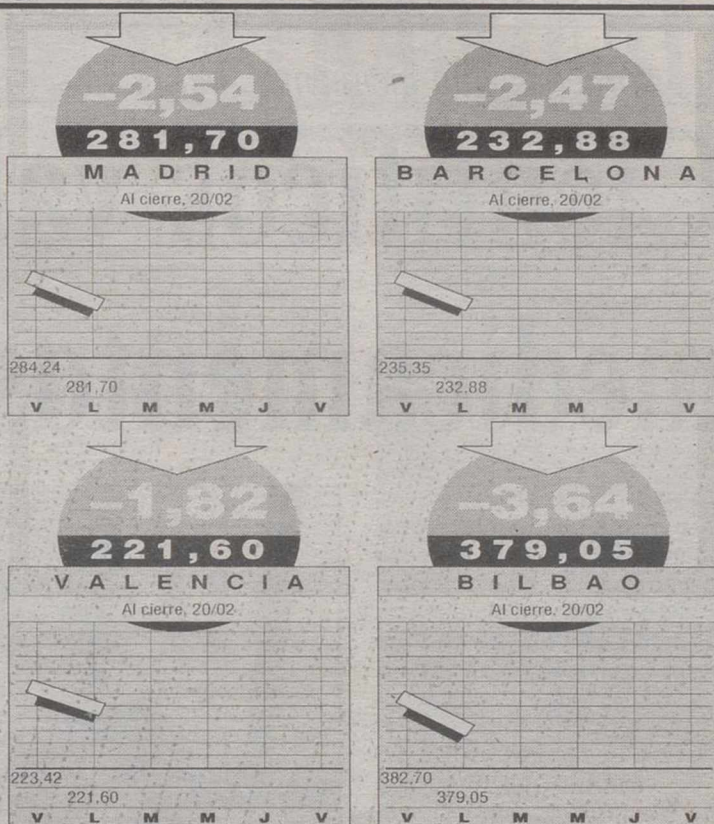 -2,54
281,70
MADRID
Al cierre, 20/02
284,24
281,70
V L M M J V
-2,47
232,88
BARCELONA
Al cierre, 20/02
235,35
232,88
V L M M J V
-1,82
221,60
VALENCIA
Al cierre, 20/02
223,42
221.60
V L M M J V
-3,64
379,05
BILBAO
Al cierre, 20/02
382,70
379,05
V L M M J V